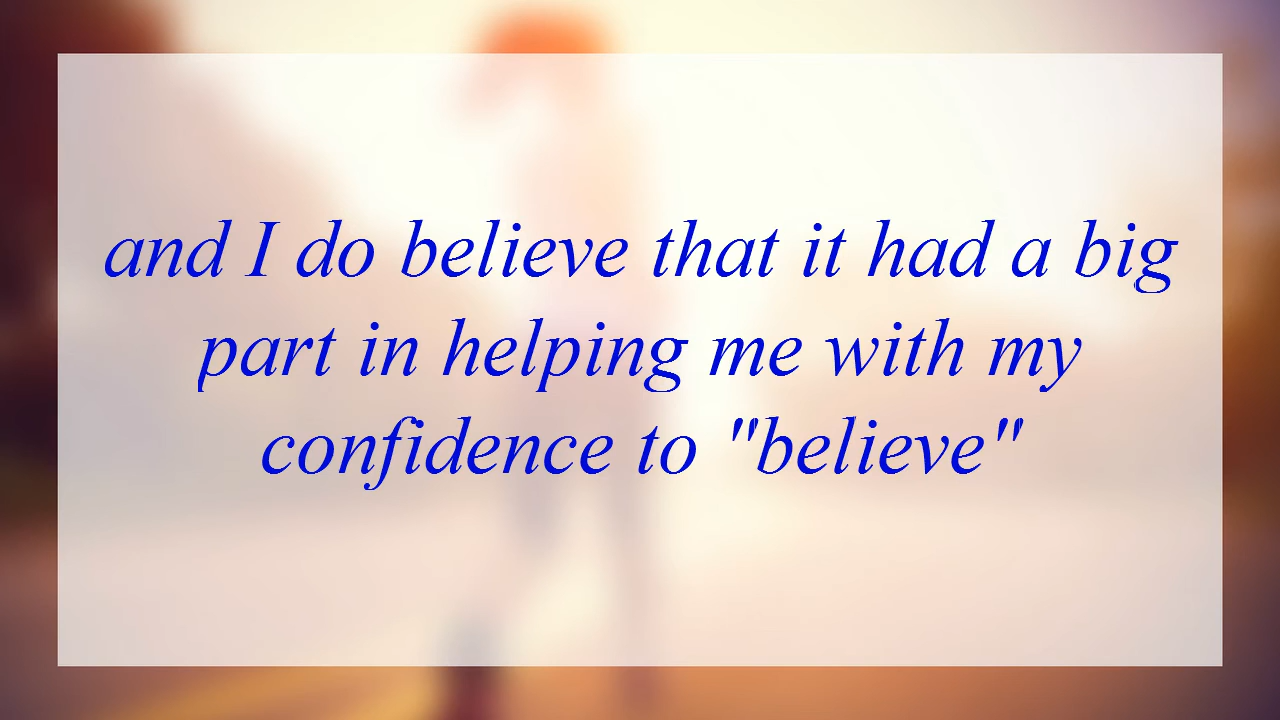 and I do believe that it had a big
part in helping me with my
confidence to "believe"